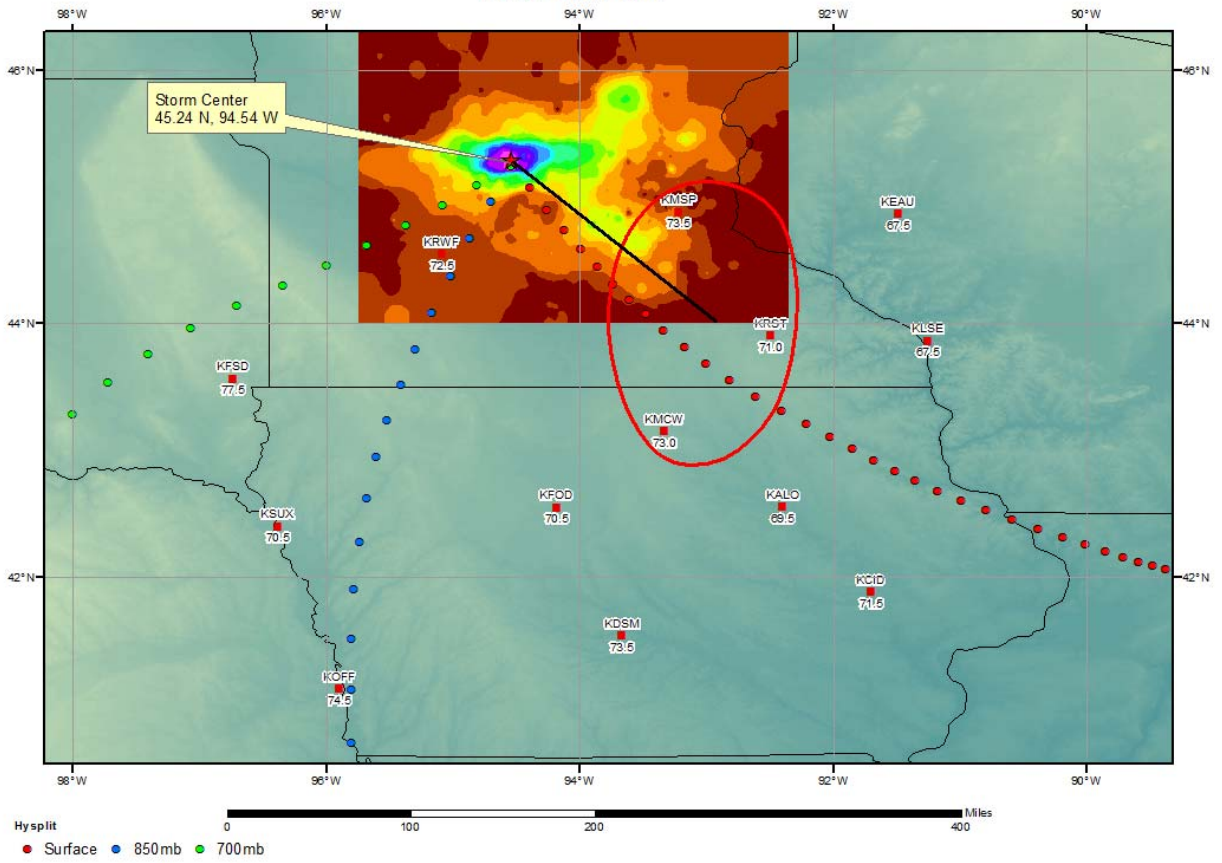 98°W 96°W 94°W 92°W 90°W
46°N 46°N
Storm Center
45.24 N, 94.54 W
KMSP
73.5
KEAU
67.5
KRWF
72.5
44°N 44°N
KRST
71.0
KLSE
67.5
KFSD
77.5
KMCW
73.0
KFOD
70.5
KALO
69.5
KSUX
70.5
42°N 42°N
KCID
71.5
KDSM
73.5
KOFF
74.5
98°W 96°W 94°W 92°W 90°W
Miles
0 100 200 400
Hysplit
Surface 850mb 700mb